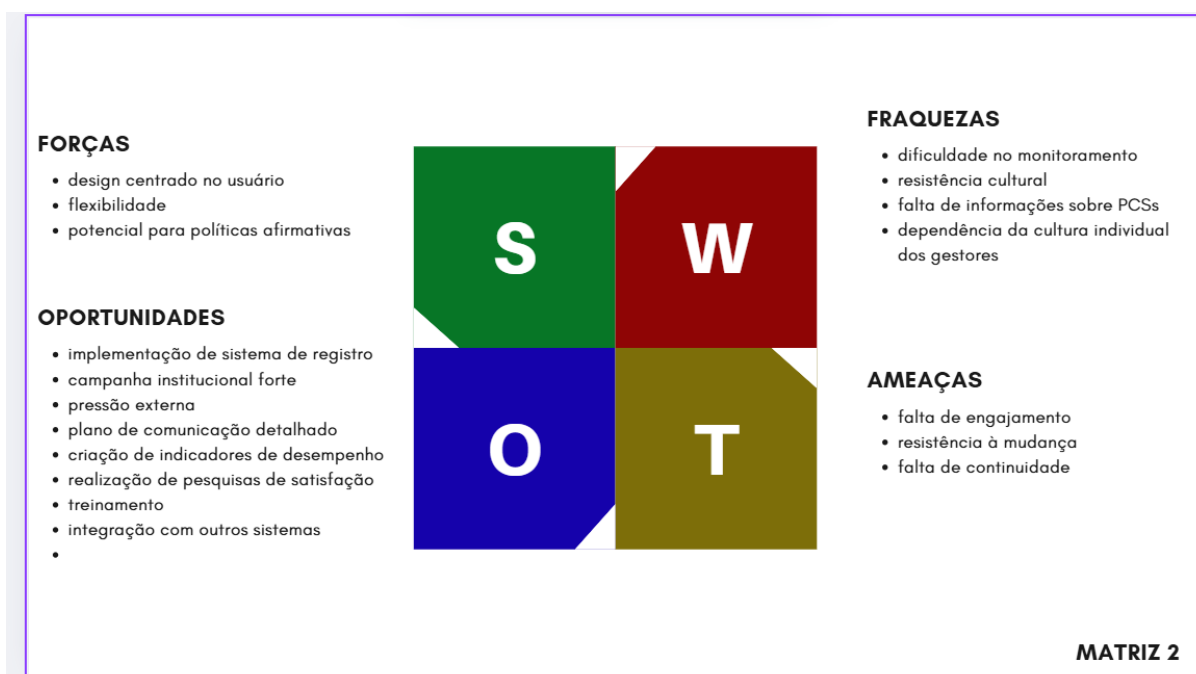 FORÇAS
• design centrado no usuário
• flexibilidade
• potencial para políticas afirmativas
OPORTUNIDADES
• implementação de sistema de registro
• campanha institucional forte
• pressão externa
• plano de comunicação detalhado
• criação de indicadores de desempenho
• realização de pesquisas de satisfação
• treinamento
• integração com outros sistemas
•
S
W
O
T
FRAQUEZAS
• dificuldade no monitoramento
• resistência cultural
• falta de informações sobre PCSs
• dependência da cultura individual
dos gestores
AMEAÇAS
• falta de engajamento
• resistência à mudança
• falta de continuidade
MATRIZ 2